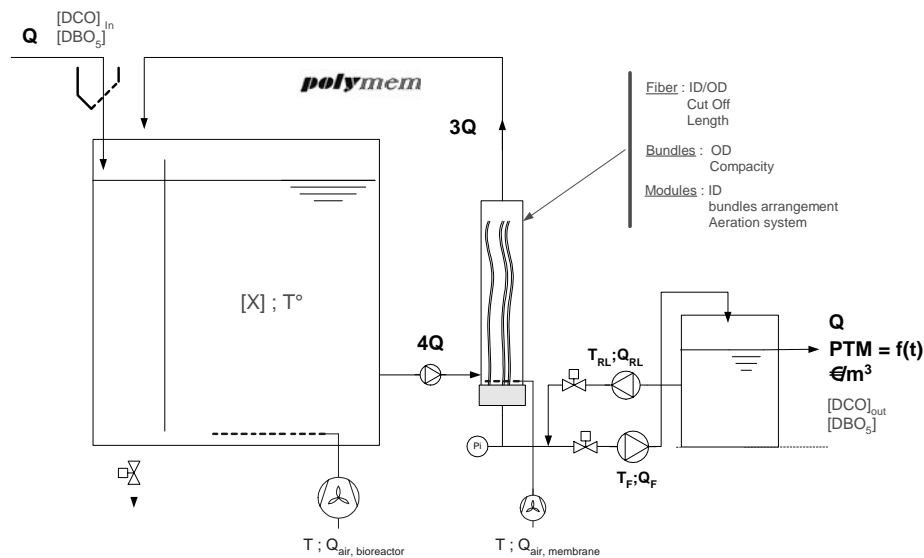 [DCO] In
Q [DBO5]
polymem
3Q
Fiber : ID/OD
Cut Off
Length
Bundles : OD
Compacity
Modules : ID
bundles arrangement
Aeration system
[X] ; T°
4Q
TRL;QRL
Q
PTM = f(t)
€/m³
[DCO]out
[DBO5]
Pi
TF;QF
T ; Qair, bioreactor
T ; Qair, membrane